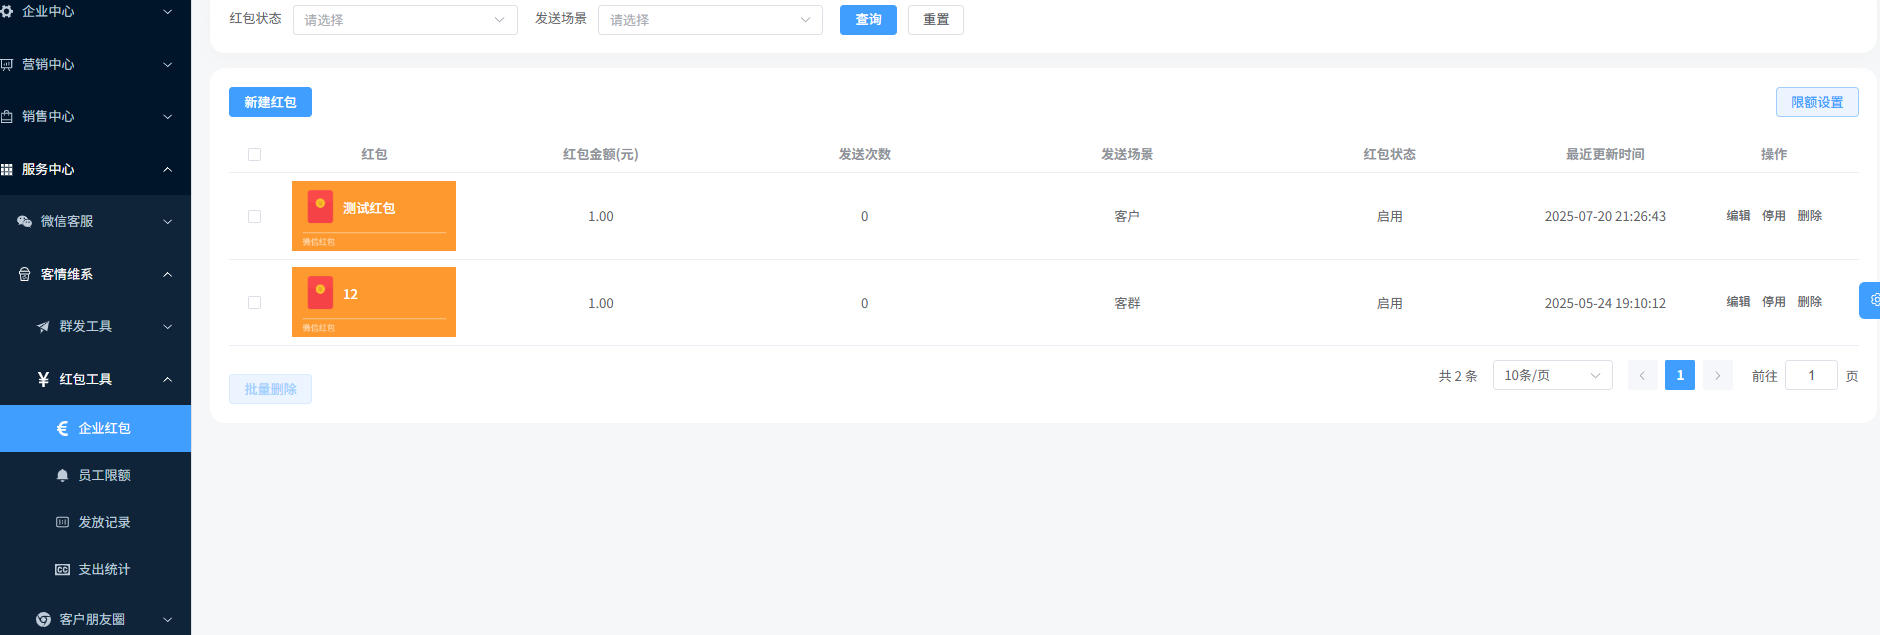 企业中心
营销中心
销售中心
服务中心
微信客服
客情维系
群发工具
红包工具
企业红包
员工限额
发放记录
支出统计
客户朋友圈
红包状态 请选择 发送场景 请选择 查询 重置
新建红包 限额设置
红包 红包金额(元) 发送次数 发送场景 红包状态 最近更新时间 操作
测试红包
微信红包
1.00 0 客户 启用 2025-07-20 21:26:43 编辑 停用 删除
12
微信红包
1.00 0 客群 启用 2025-05-24 19:10:12 编辑 停用 删除
批量删除 共 2 条 10条/页 1 前往 1 页